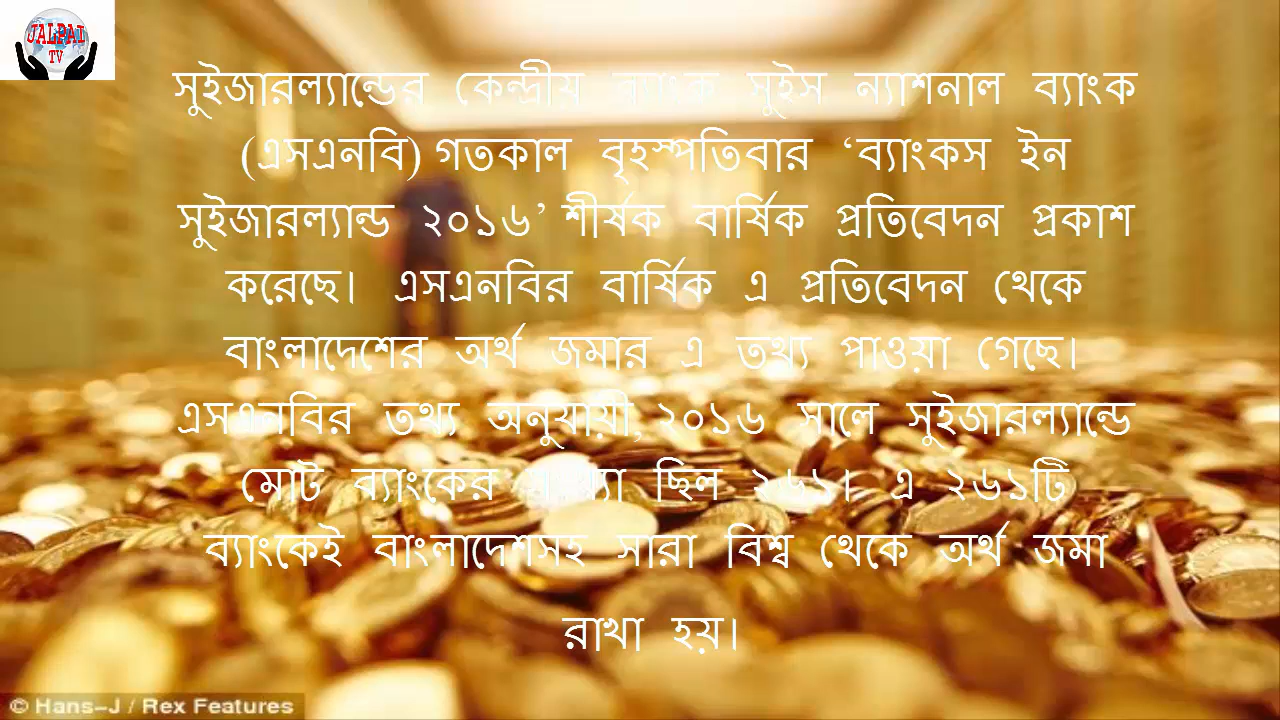 JALPAI
TV
সুইজারল্যান্ডের কেন্দ্রীয় ব্যাংক সুইস ন্যাশনাল ব্যাংক
(এসএনবি) গতকাল বৃহস্পতিবার ‘ব্যাংকস ইন
সুইজারল্যান্ড ২০১৬’ শীর্ষক বার্ষিক প্রতিবেদন প্রকাশ
করেছে। এসএনবির বার্ষিক এ প্রতিবেদন থেকে
বাংলাদেশের অর্থ জমার এ তথ্য পাওয়া গেছে।
এসএনবির তথ্য অনুযায়ী, ২০১৬ সালে সুইজারল্যান্ডে
মোট ব্যাংকের সংখ্যা ছিল ২৬১। এ ২৬১টি
ব্যাংকেই বাংলাদেশসহ সারা বিশ্ব থেকে অর্থ জমা
রাখা হয়।
© Hans-J / Rex Features